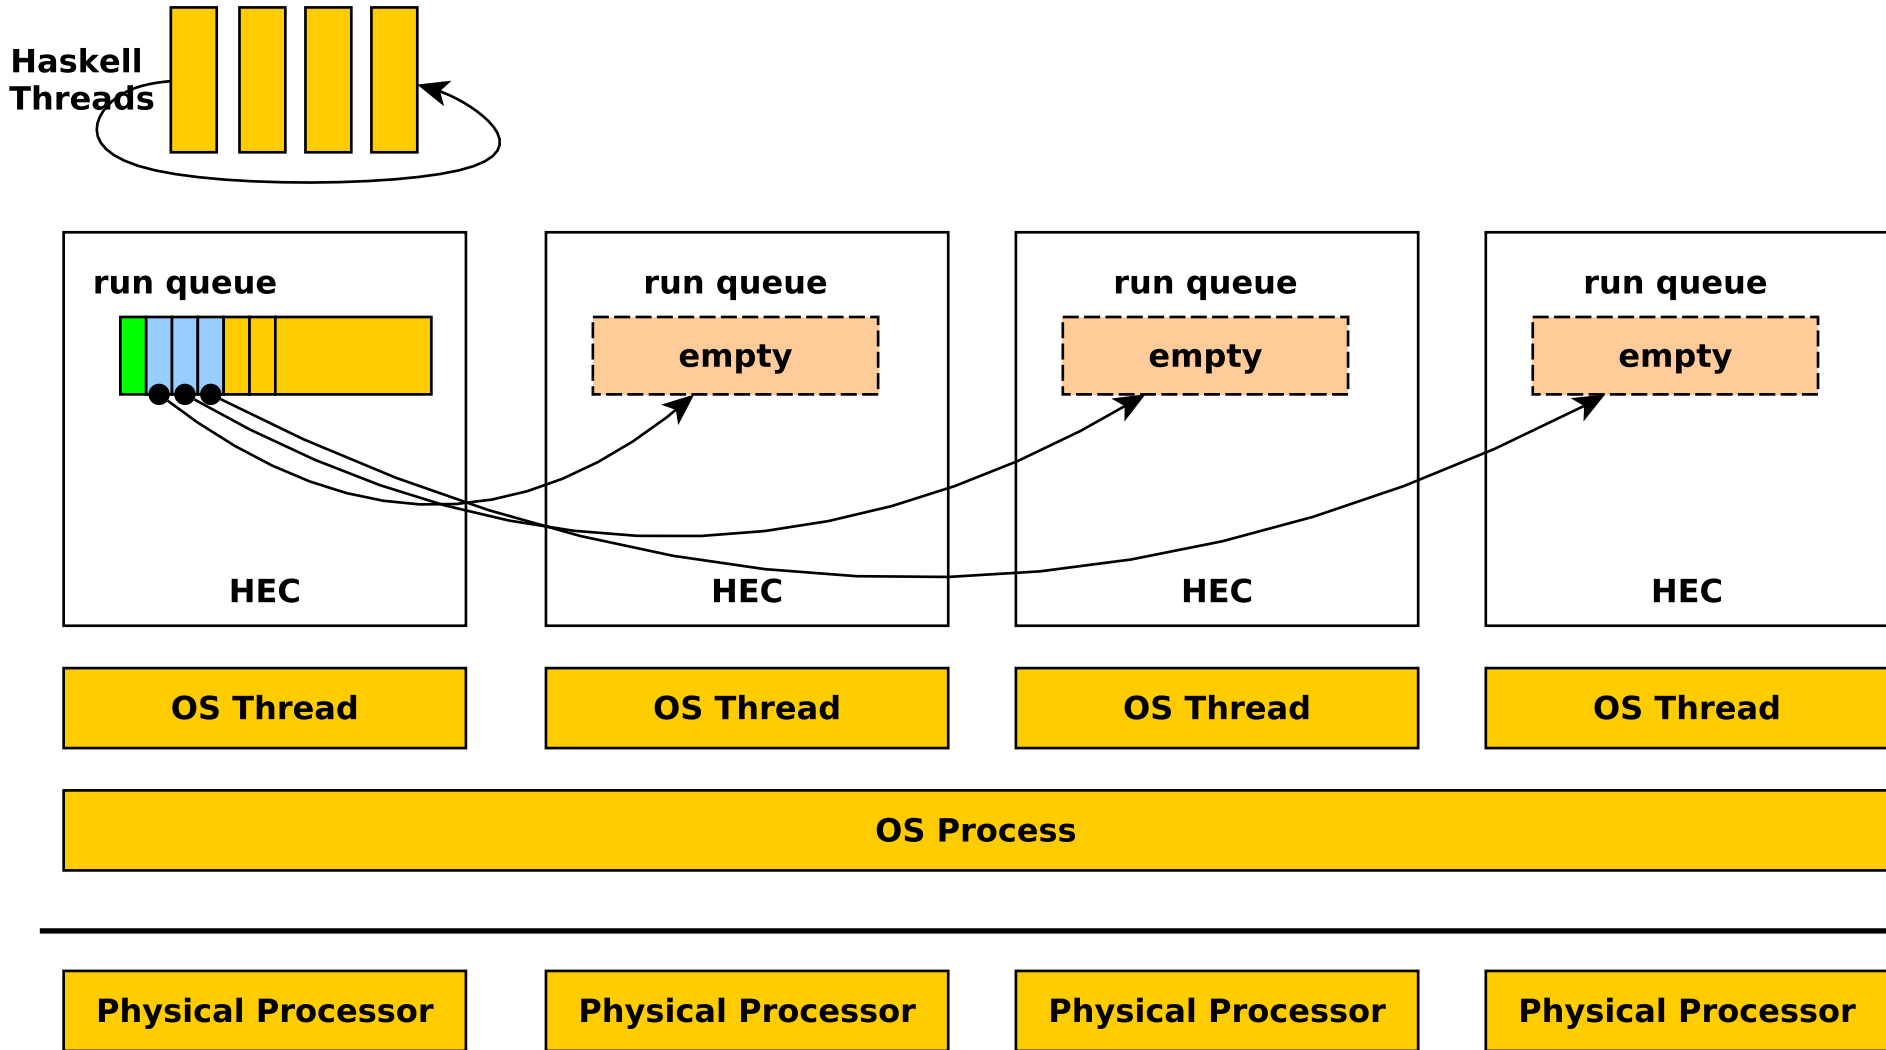 Haskell
Threads
run queue
run queue
run queue
run queue
empty
empty
empty
HEC
HEC
HEC
HEC
OS Thread
OS Thread
OS Thread
OS Thread
OS Process
Physical Processor
Physical Processor
Physical Processor
Physical Processor